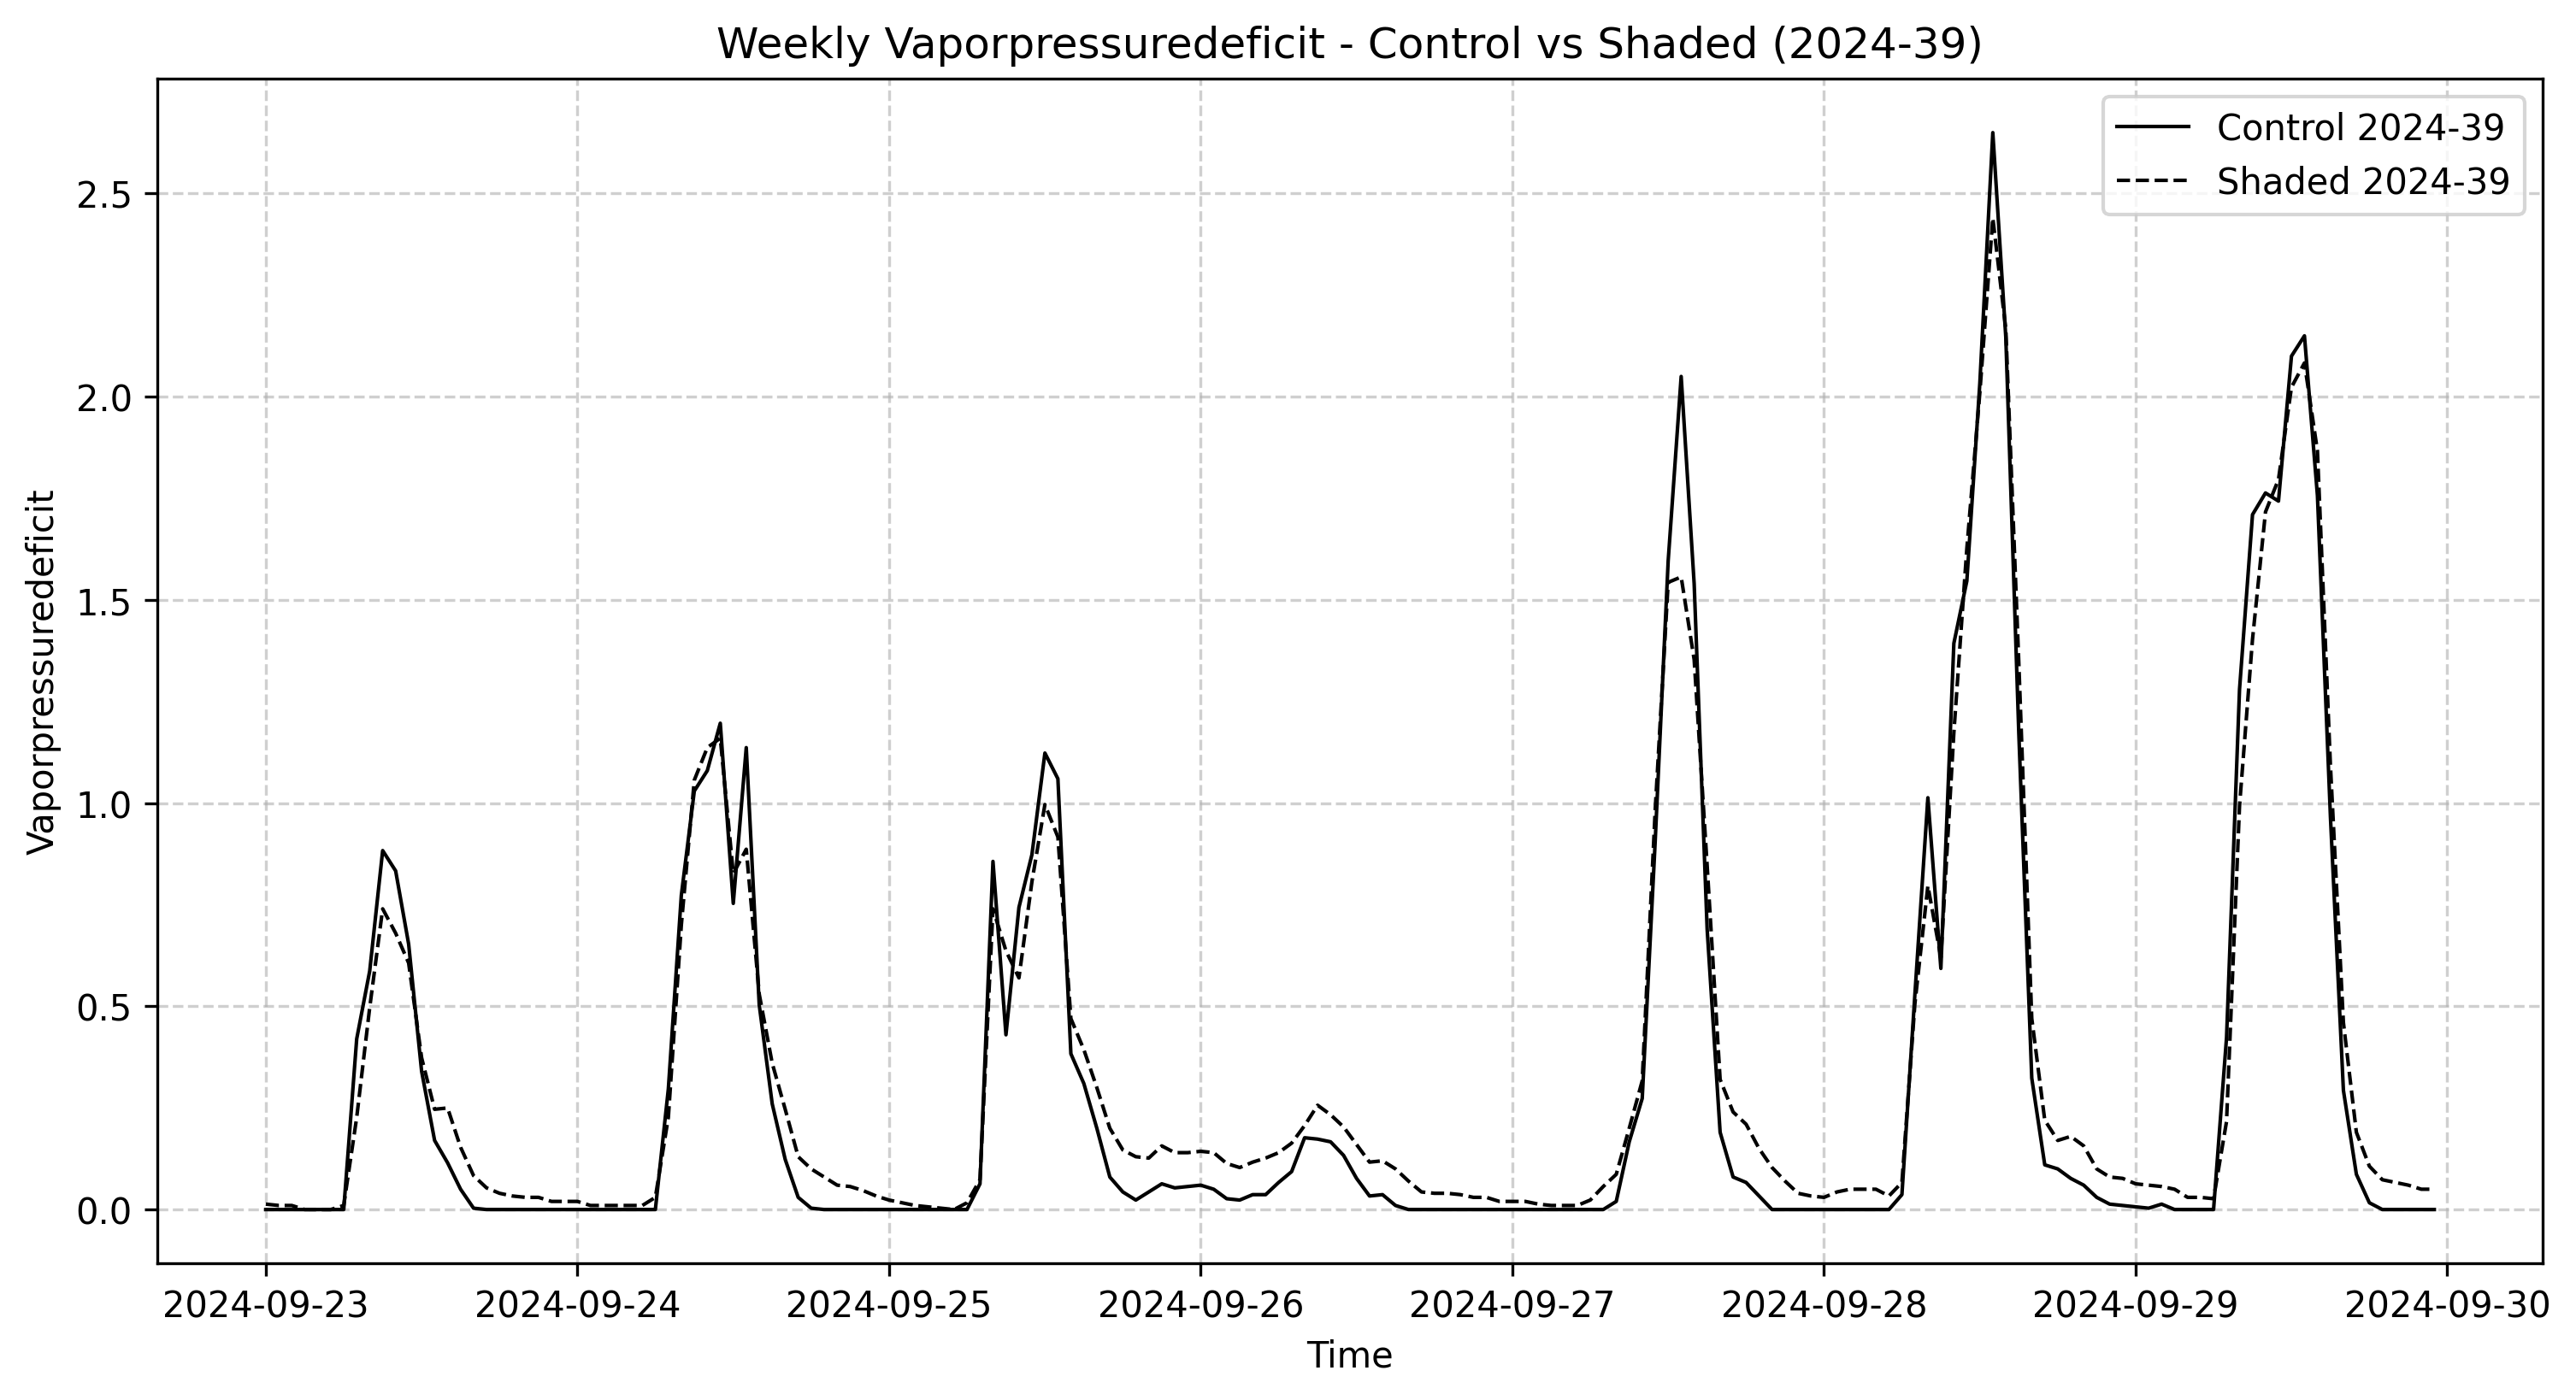 Weekly Vaporpressuredeficit - Control vs Shaded (2024-39)
Control 2024-39
Shaded 2024-39
Vaporpressuredeficit
2.5
2.0
1.5
1.0
0.5
0.0
2024-09-23 2024-09-24 2024-09-25 2024-09-26 2024-09-27 2024-09-28 2024-09-29 2024-09-30
Time